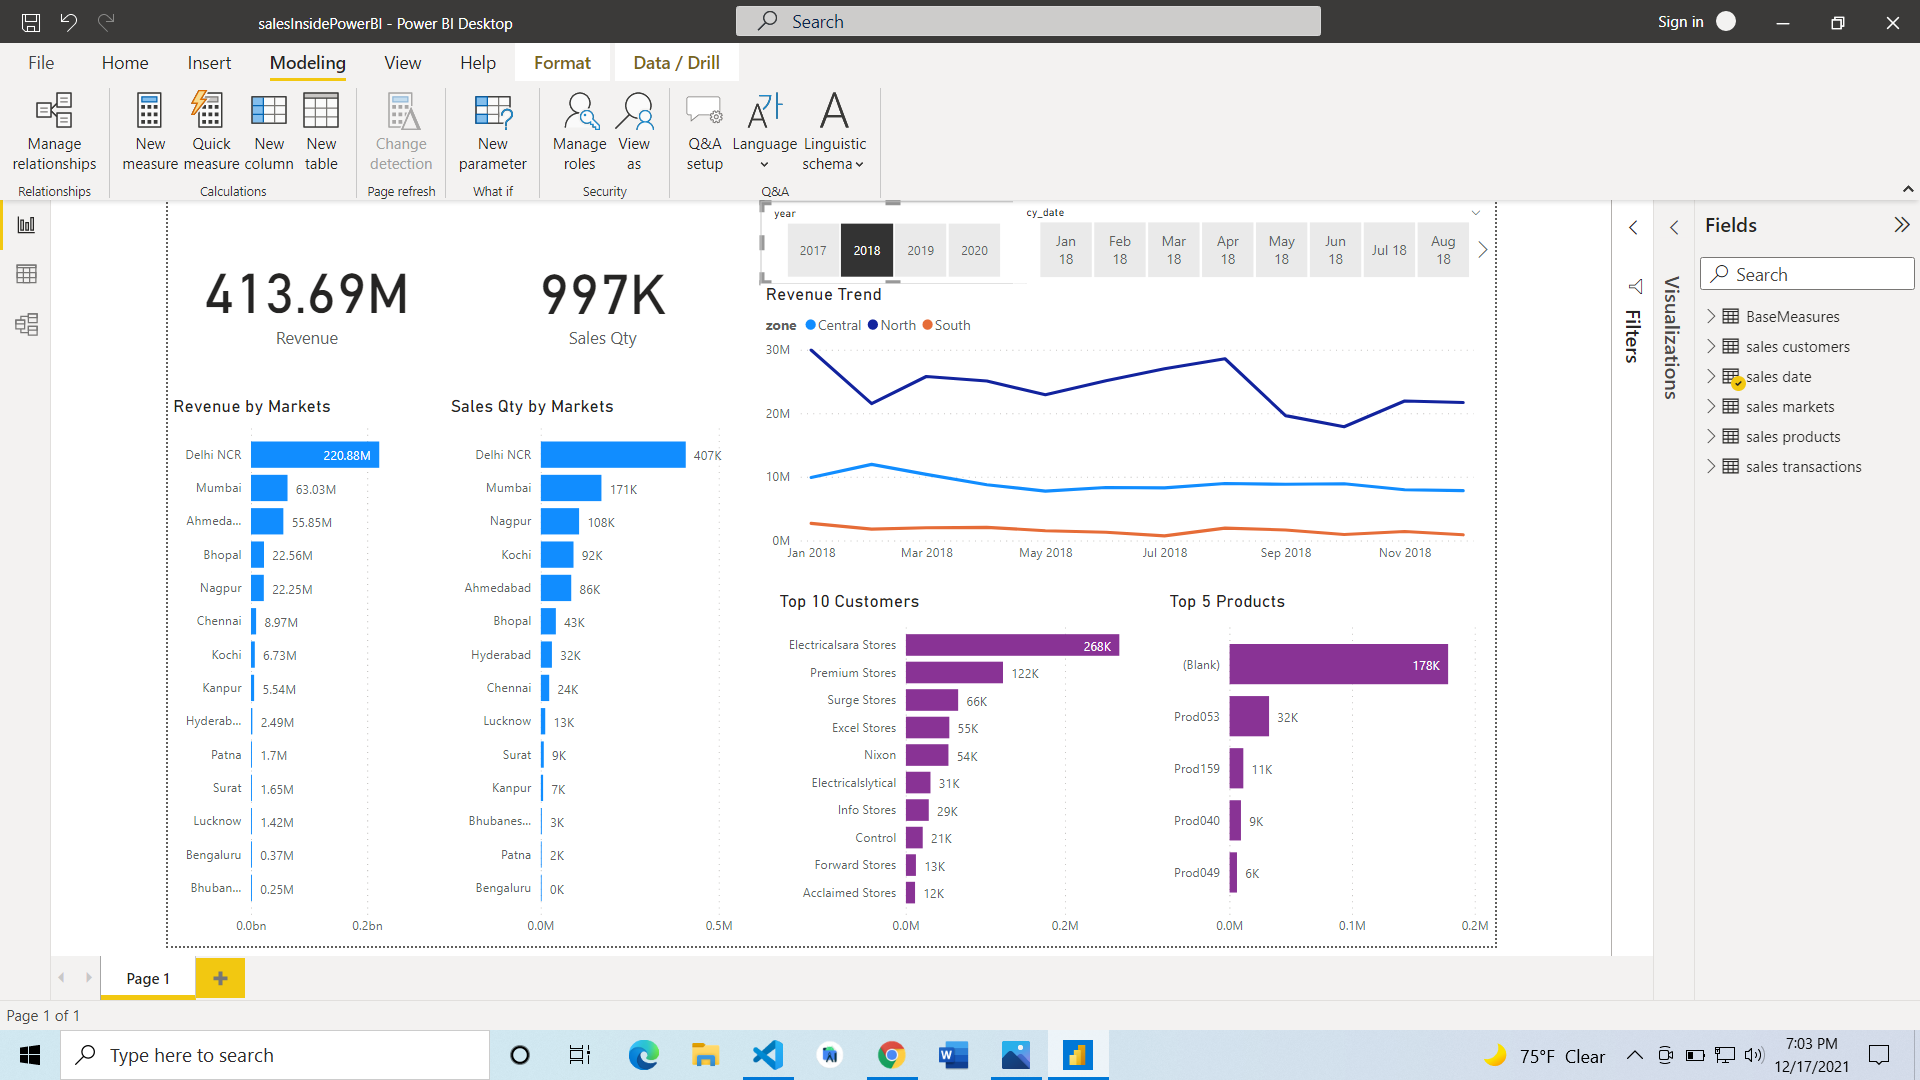 salesInsidePowerBI - Power BI Desktop
Search
Sign in
File Home Insert Modeling View Help Format Data / Drill
Manage relationships
New measure
Quick measure
New column
New table
Change detection
New parameter
Manage roles
View as
Q&A setup
Language
Linguistic schema
Relationships
Calculations
Page refresh
What if
Security
Q&A
413.69M
Revenue
997K
Sales Qty
year
2017 2018 2019 2020
cy_date
Jan 18
Feb 18
Mar 18
Apr 18
May 18
Jun 18
Jul 18
Aug 18
Revenue by Markets
Delhi NCR 220.88M
Mumbai 63.03M
Ahmeda... 55.85M
Bhopal 22.56M
Nagpur 22.25M
Chennai 8.97M
Kochi 6.73M
Kanpur 5.54M
Hyderab... 2.49M
Patna 1.7M
Surat 1.65M
Lucknow 1.42M
Bengaluru 0.37M
Bhuban... 0.25M
0.0bn 0.2bn
Sales Qty by Markets
Delhi NCR 407K
Mumbai 171K
Nagpur 108K
Kochi 92K
Ahmedabad 86K
Bhopal 43K
Hyderabad 32K
Chennai 24K
Lucknow 13K
Surat 9K
Kanpur 7K
Bhubanes... 3K
Patna 2K
Bengaluru 0K
0.0M 0.5M
Revenue Trend
zone Central North South
30M
20M
10M
0M
Jan 2018 Mar 2018 May 2018 Jul 2018 Sep 2018 Nov 2018
Top 10 Customers
Electricalsara Stores 268K
Premium Stores 122K
Surge Stores 66K
Excel Stores 55K
Nixon 54K
Electricalslytical 31K
Info Stores 29K
Control 21K
Forward Stores 13K
Acclaimed Stores 12K
0.0M 0.2M
Top 5 Products
(Blank) 178K
Prod053 32K
Prod159 11K
Prod040 9K
Prod049 6K
0.0M 0.1M 0.2M
Filters
Visualizations
Fields
Search
BaseMeasures
sales customers
sales date
sales markets
sales products
sales transactions
Page 1
Page 1 of 1
Type here to search
75°F Clear
7:03 PM
12/17/2021